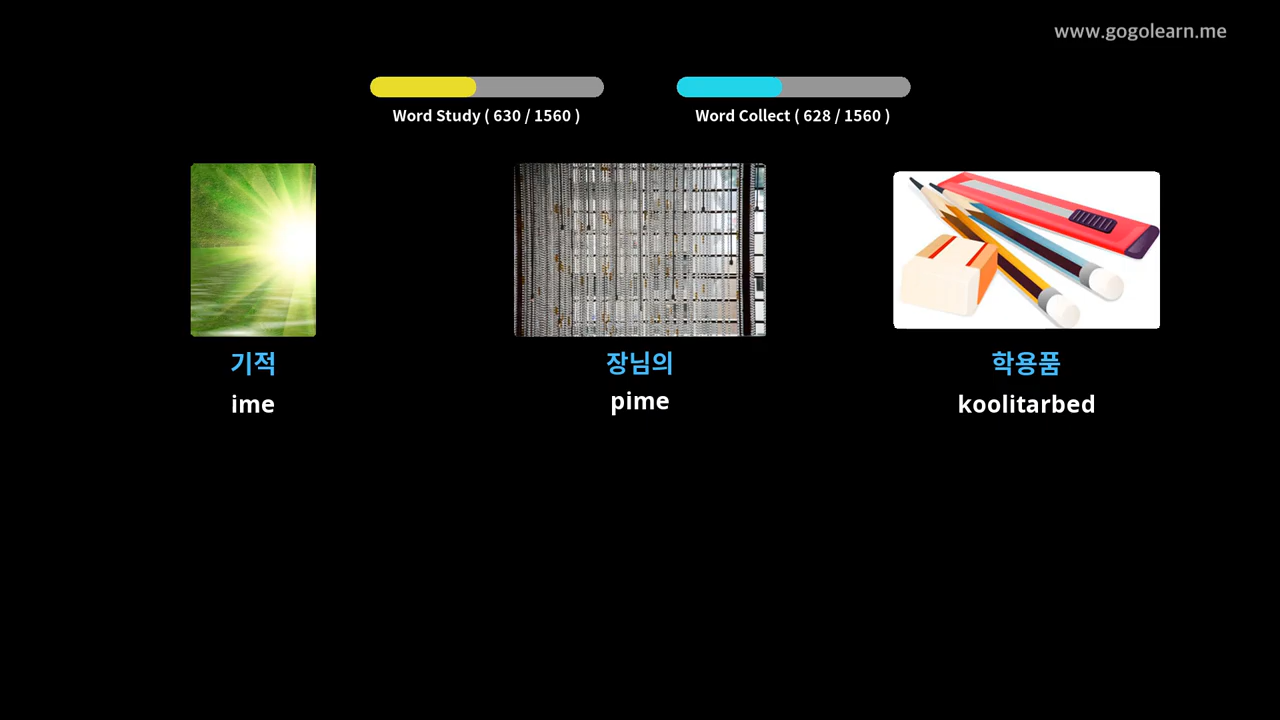 www.gogolearn.me
Word Study ( 630 / 1560 )
Word Collect ( 628 / 1560 )
기적
ime
장님의
pime
학용품
koolitarbed